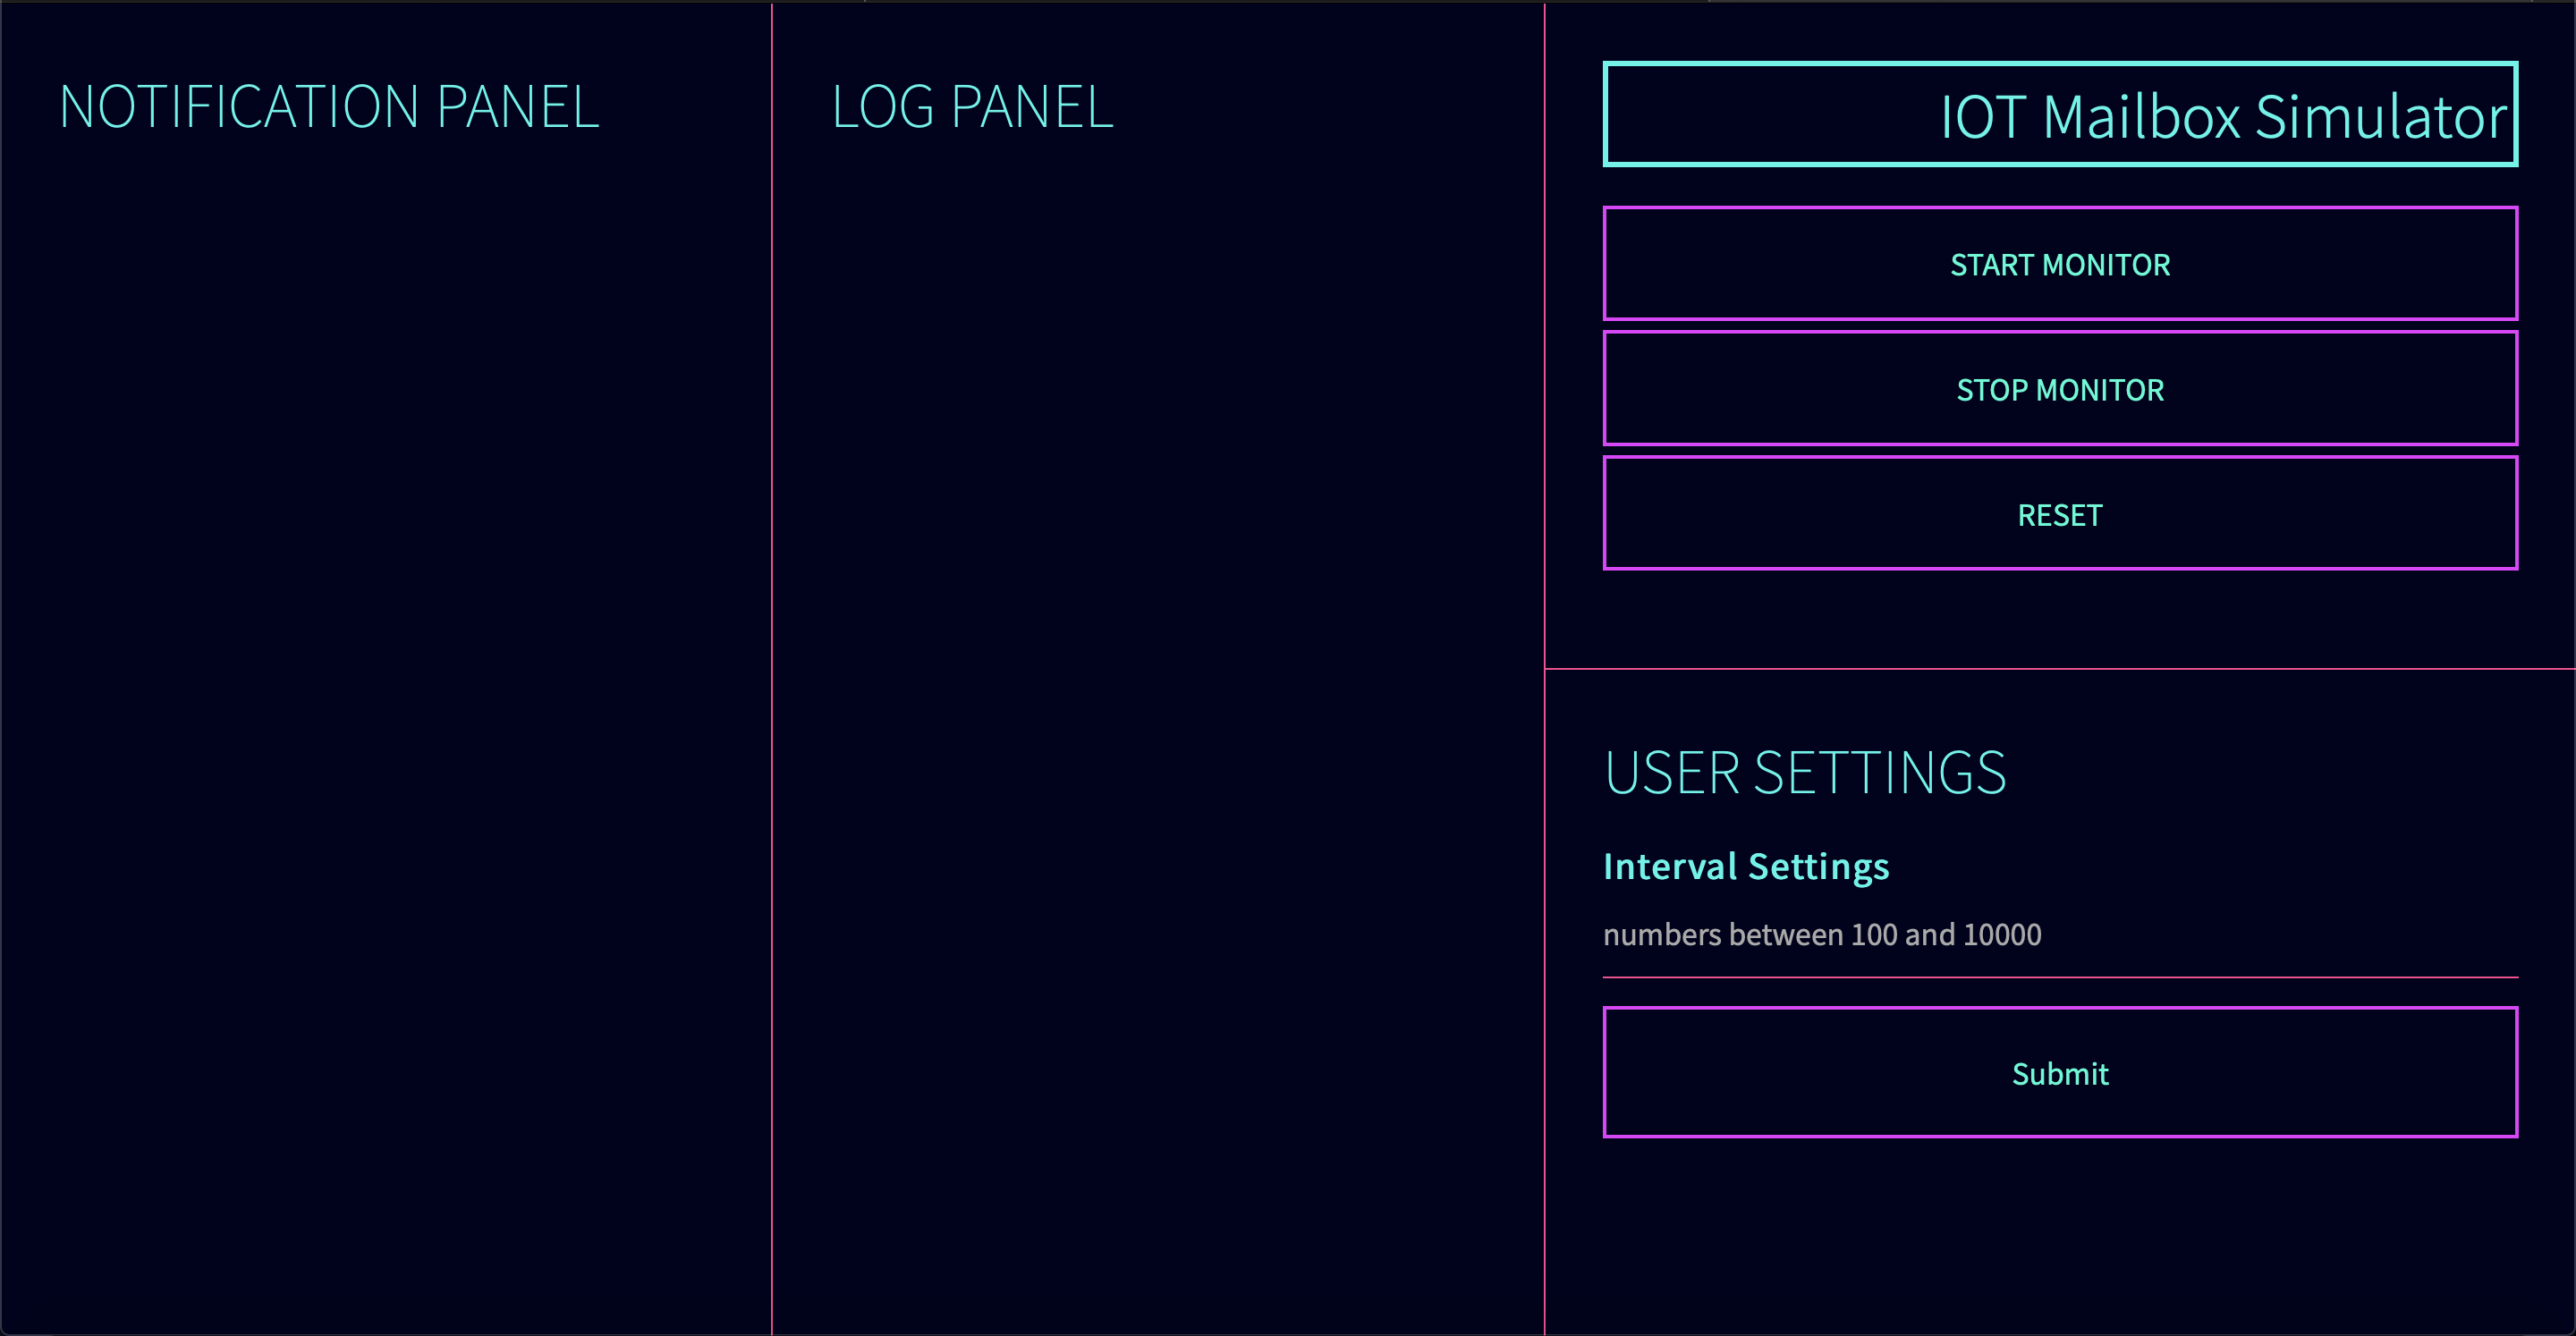 NOTIFICATION PANEL
LOG PANEL
IOT Mailbox Simulator
START MONITOR
STOP MONITOR
RESET
USER SETTINGS
Interval Settings
numbers between 100 and 10000
Submit